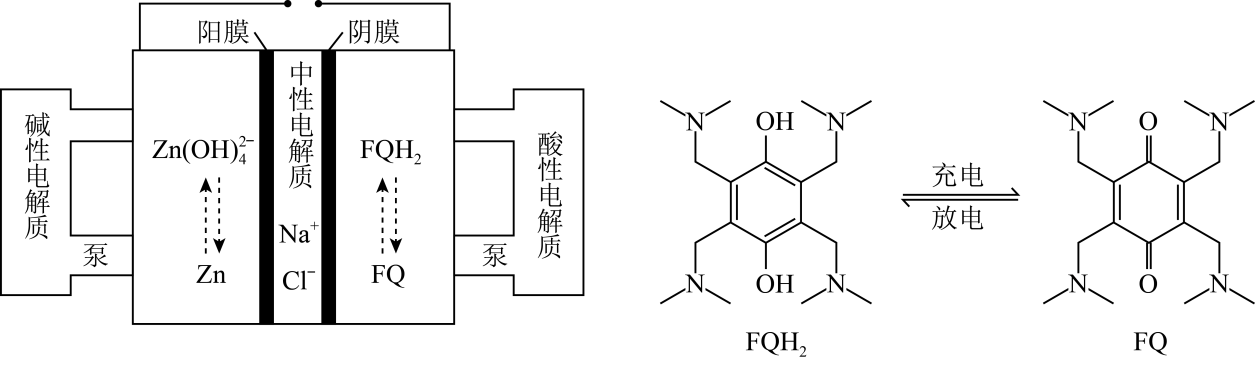 阳膜
阴膜
碱性电解质
泵
Zn(OH)₄²⁻
Zn
中性电解质
Na⁺
Cl⁻
FQH₂
FQ
泵
酸性电解质
N
OH
N
N
OH
N
FQH₂
充电
放电
N
O
N
N
O
N
FQ